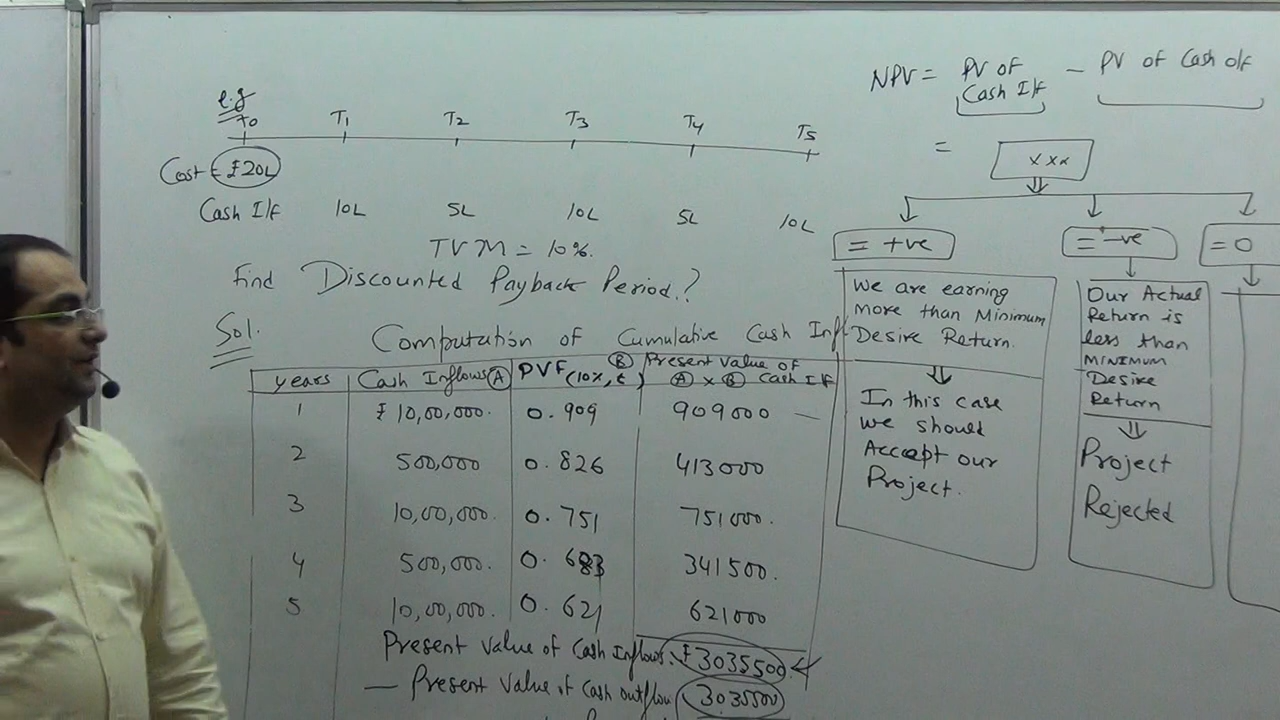 e.g
T0 T1 T2 T3 T4 T5
Cost = ₹20L
Cash I/F 10L 5L 10L 5L 10L
TVM = 10%.
Find Discounted Payback Period.?
Sol.
Computation of Cumulative Cash Inf
years Cash Inflows Ⓐ PVF(10%, t) Ⓑ Present Value of Cash I/F Ⓐ x Ⓑ
1 ₹10,00,000. 0.909 909000
2 500,000 0.826 413000
3 10,00,000. 0.751 751000.
4 500,000. 0.683 341500.
5 10,00,000. 0.621 621000
Present Value of Cash Inflows. ₹3035500
— Present Value of Cash outflow 3035500
NPV = PV of Cash I/F — PV of Cash o/f
= xxx
= +ve
We are earning
more than Minimum
Desire Return.
In this case
we should
Accept our
Project.
= -ve
Our Actual
Return is
less than
MINIMUM
Desire
Return
Project
Rejected
= 0